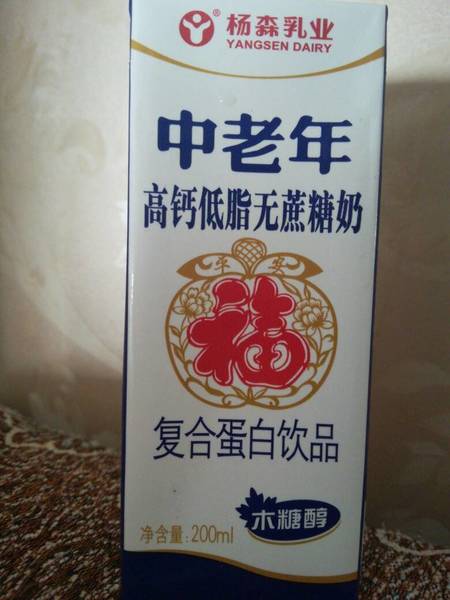 杨森乳业
YANGSEN DAIRY
中老年
高钙低脂无蔗糖奶
平安
福
复合蛋白饮品
木糖醇
净含量:200ml